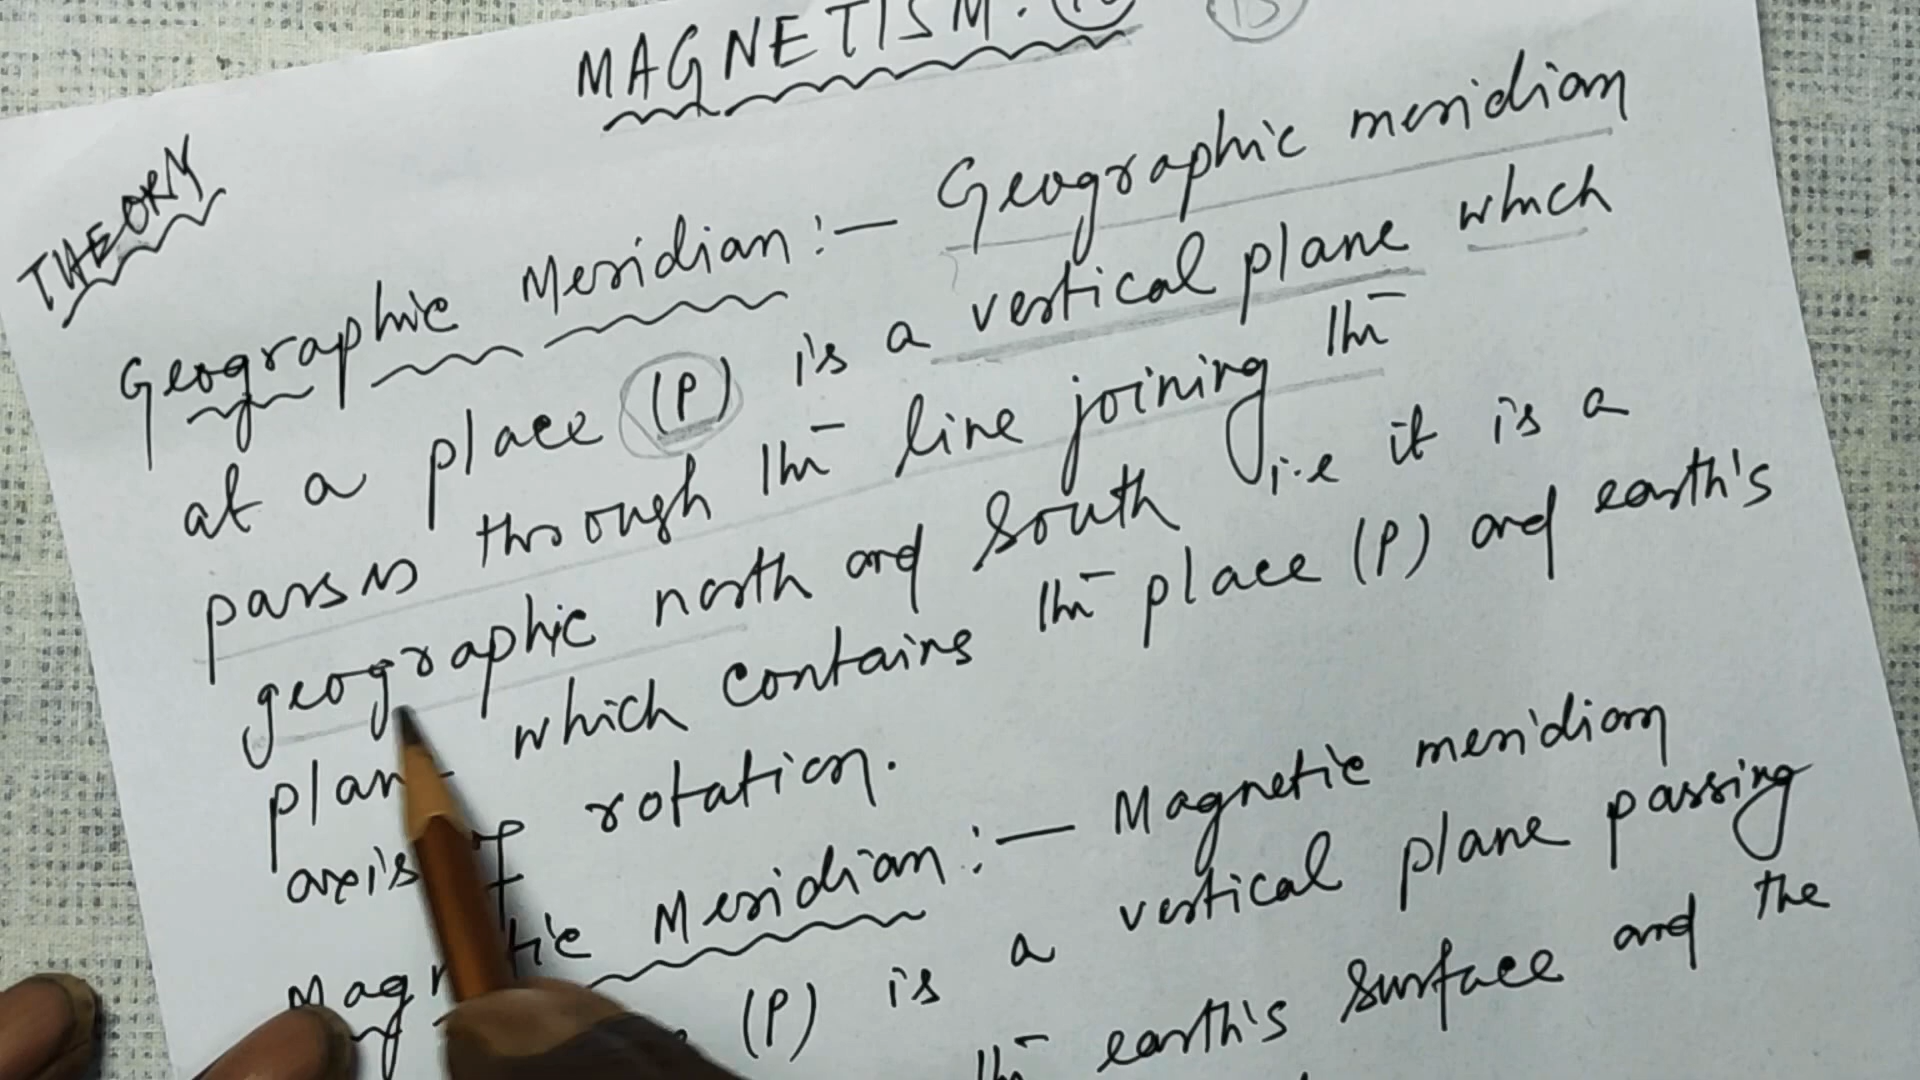 MAGNETISM.
13
THEORY
Geographic Meridian :— Geographic meridian
at a place (P) is a vertical plane which
passes through the line joining the
geographic north and south i.e it is a
plane which contains the place (P) and earth's
axis of rotation.
Magnetic Meridian :— Magnetic meridian
(P) is a vertical plane passing
the earth's surface and the